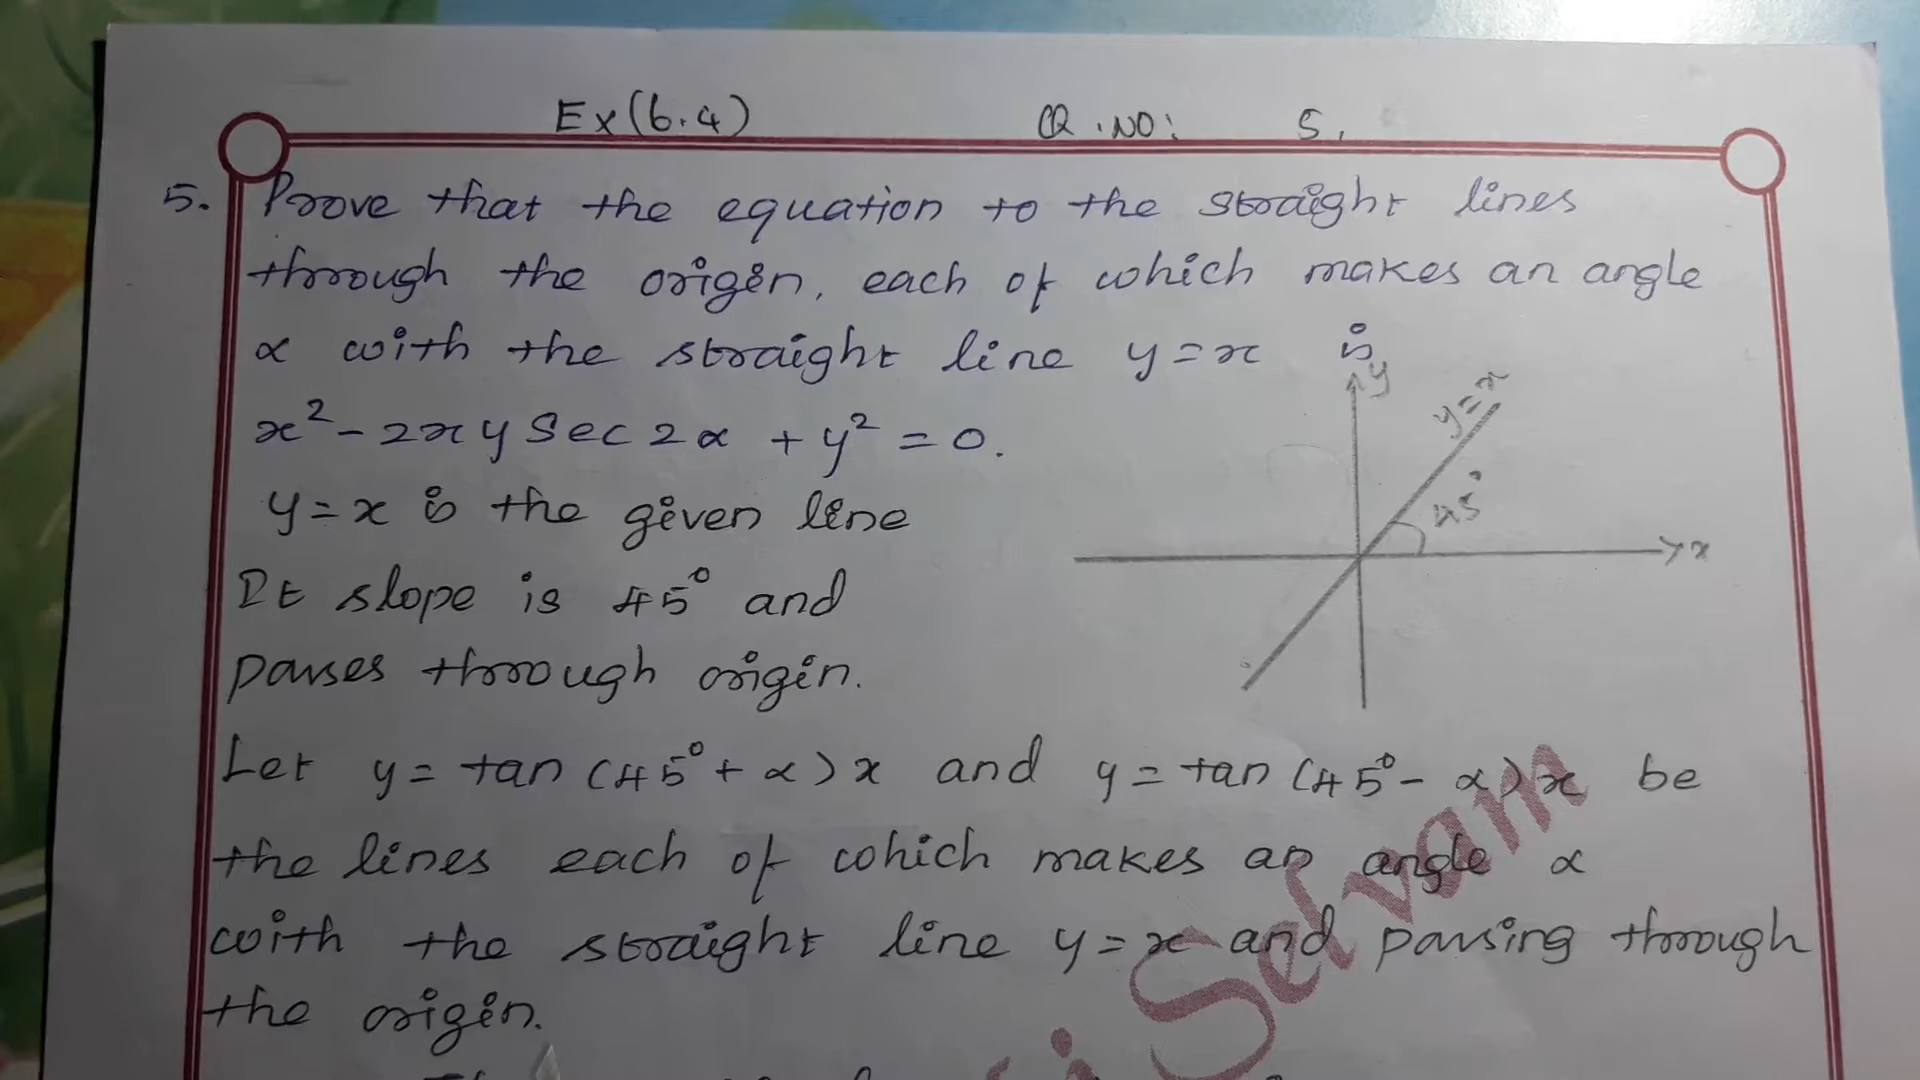 Ex(6.4) Q.NO: 5.
5. Prove that the equation to the straight lines
through the origin, each of which makes an angle
α with the straight line y=x is
x²-2xy Sec2α + y² = 0.
y
y=x
45°
x
y=x is the given line
It slope is 45° and
passes through origin.
Let y= tan (45°+α)x and y= tan (45°-α)x be
the lines each of which makes an angle α
with the straight line y=x and passing through
the origin.
Selvam